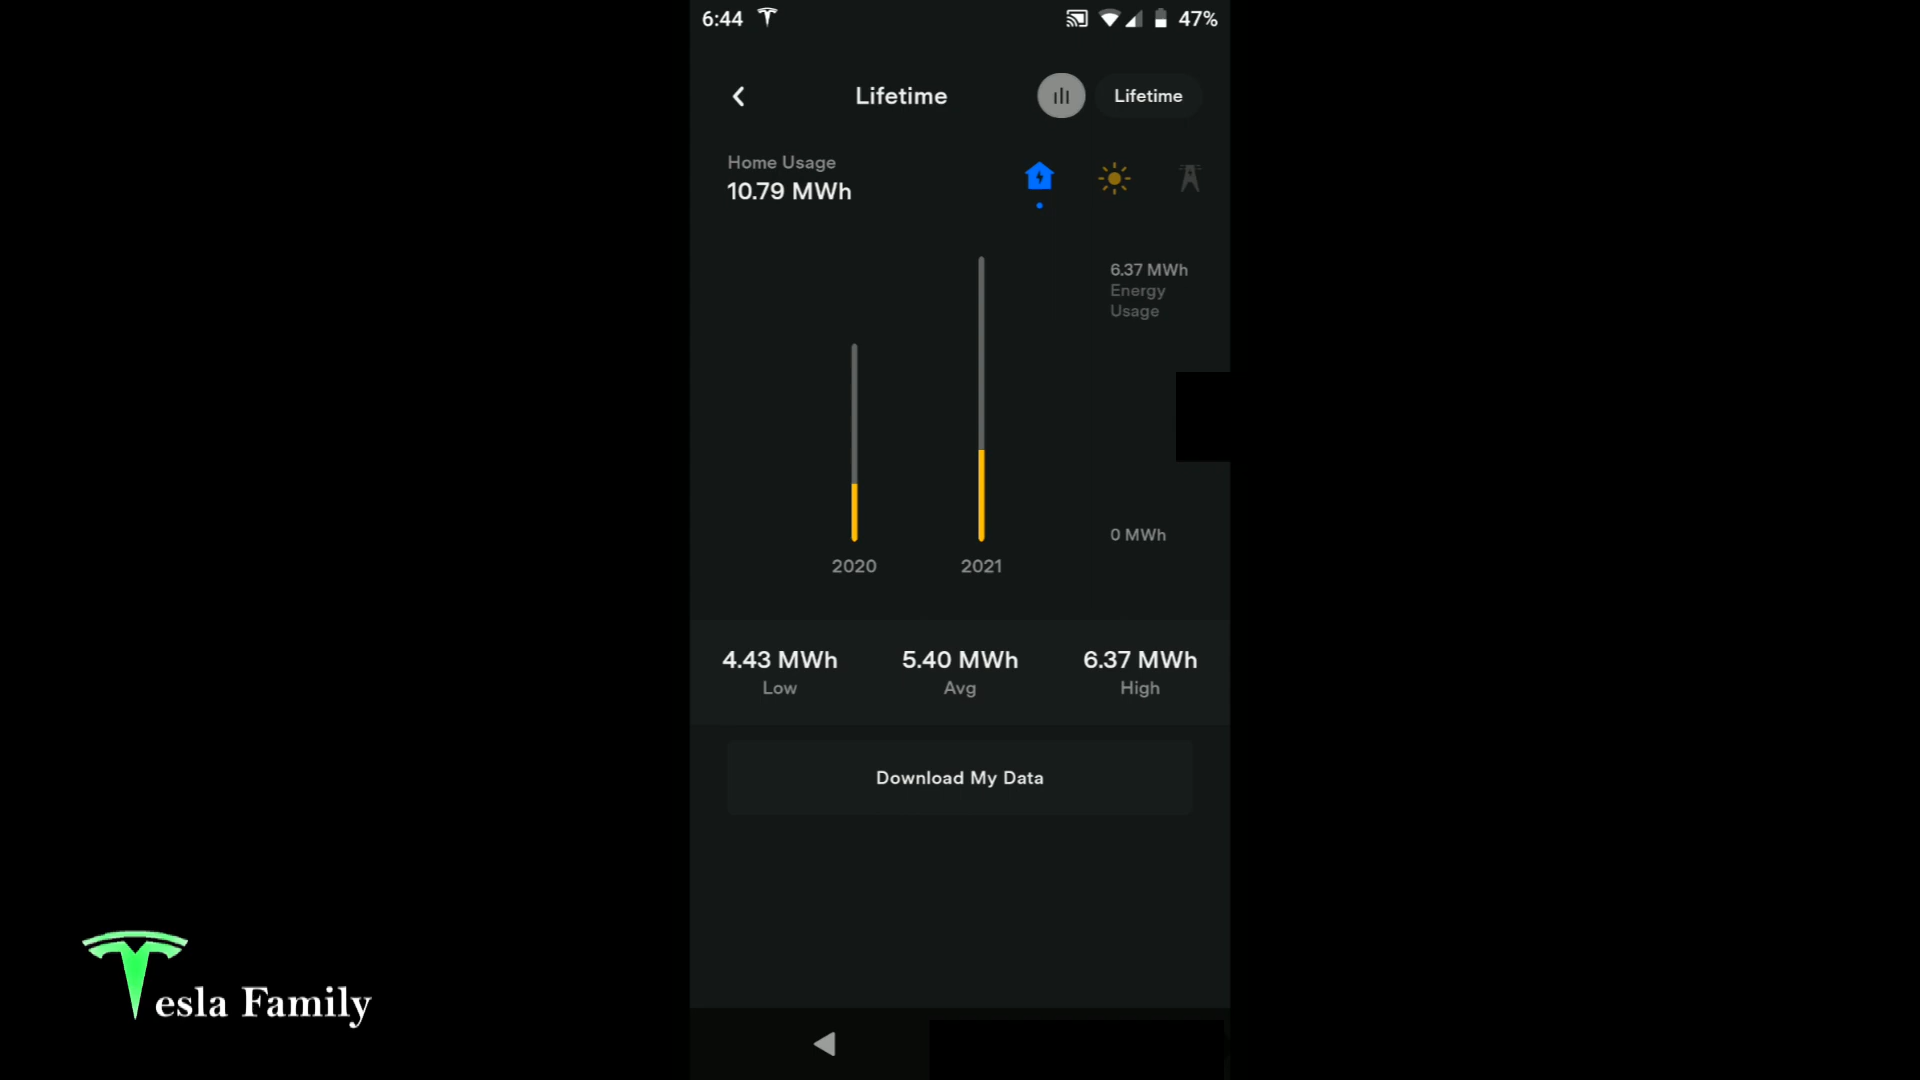 6:44
47%
Lifetime
Lifetime
Home Usage
10.79 MWh
6.37 MWh
Energy
Usage
0 MWh
2020
2021
4.43 MWh
5.40 MWh
6.37 MWh
Low
Avg
High
Download My Data
Tesla Family